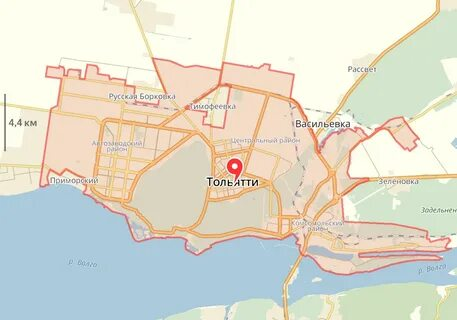 Рассвет
Русская Борковка
Тимофеевка
Васильевка
4,4 км
Центральный район
Автозаводский
район
Приморский
Тольятти
Зеленовка
Комсомольский
район
Задельнен
р. Волга
р. Волга